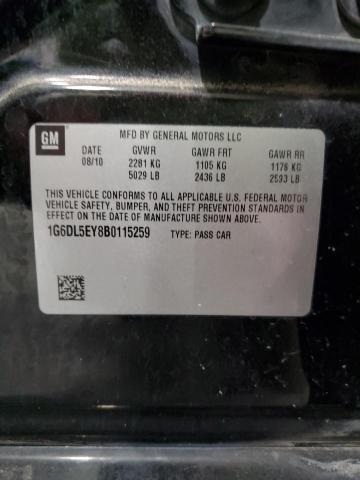 GM
MFD BY GENERAL MOTORS LLC
DATE GVWR GAWR FRT GAWR RR
08/10 2281 KG 1105 KG 1176 KG
5029 LB 2436 LB 2593 LB
THIS VEHICLE CONFORMS TO ALL APPLICABLE U.S. FEDERAL MOTOR
VEHICLE SAFETY, BUMPER, AND THEFT PREVENTION STANDARDS IN
EFFECT ON THE DATE OF MANUFACTURE SHOWN ABOVE.
1G6DL5EY8B0115259 TYPE: PASS CAR